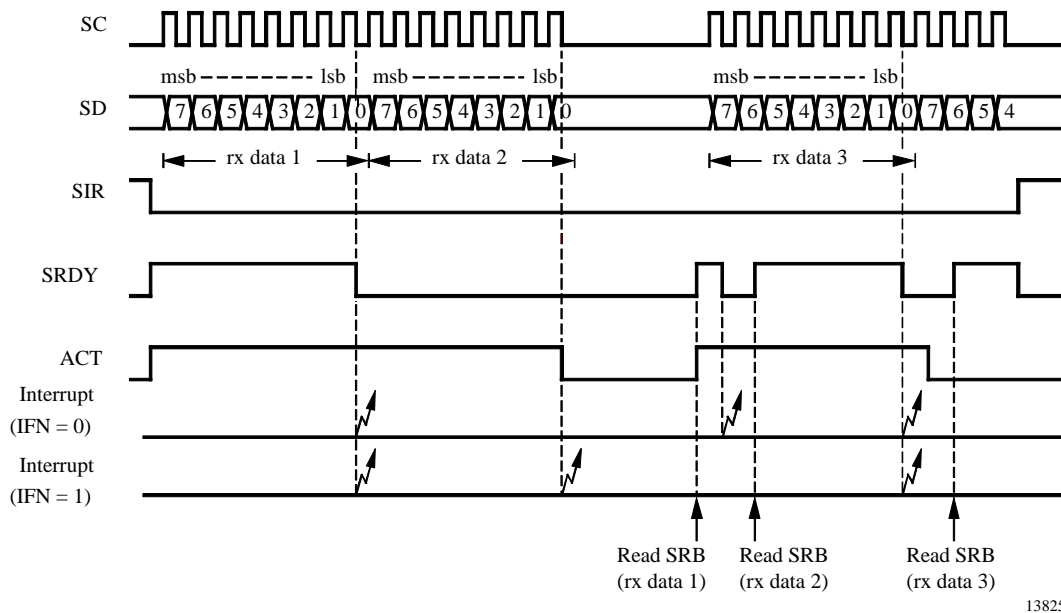 SC
msb lsb msb lsb msb lsb
SD 7 6 5 4 3 2 1 0 7 6 5 4 3 2 1 0 7 6 5 4 3 2 1 0 7 6 5 4
rx data 1 rx data 2 rx data 3
SIR
SRDY
ACT
Interrupt
(IFN = 0)
Interrupt
(IFN = 1)
Read SRB Read SRB Read SRB
(rx data 1) (rx data 2) (rx data 3)